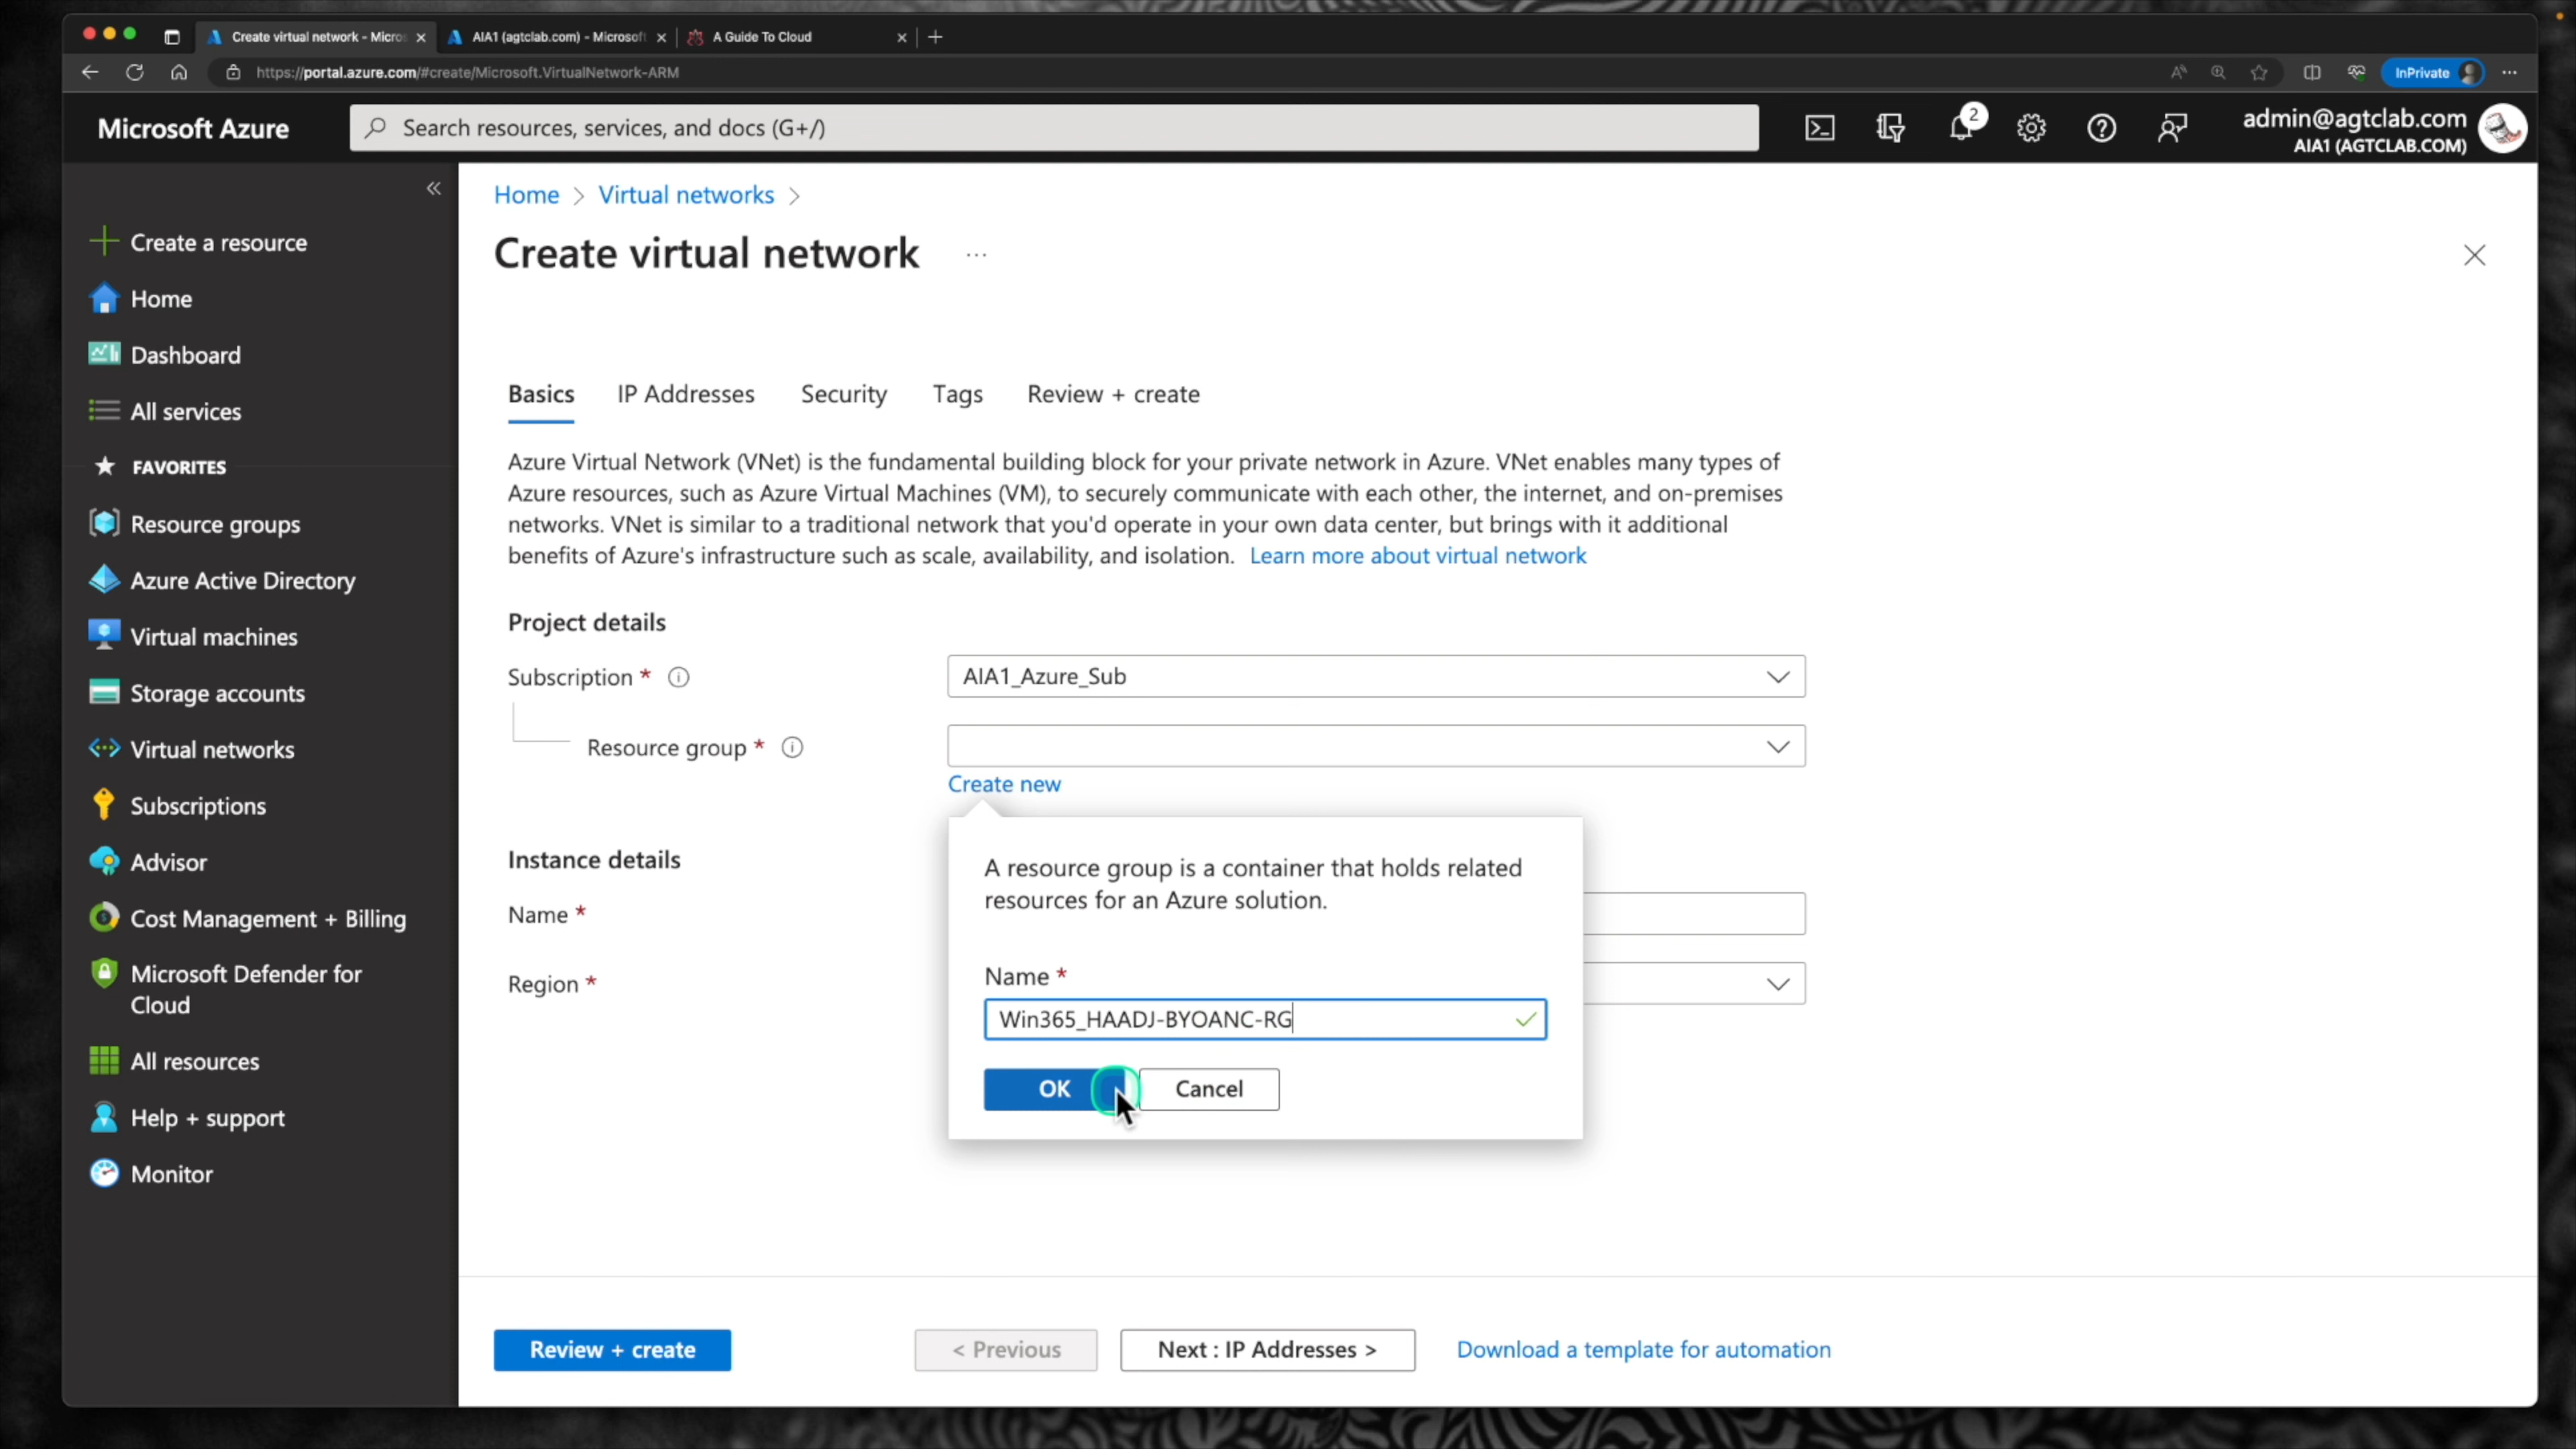 Create virtual network - Micro
AIA1 (agtclab.com) - Microsoft
A Guide To Cloud
https://portal.azure.com/#create/Microsoft.VirtualNetwork-ARM
InPrivate
Microsoft Azure
Search resources, services, and docs (G+/)
2
admin@agtclab.com
AIA1 (AGTCLAB.COM)
Create a resource
Home
Dashboard
All services
FAVORITES
Resource groups
Azure Active Directory
Virtual machines
Storage accounts
Virtual networks
Subscriptions
Advisor
Cost Management + Billing
Microsoft Defender for
Cloud
All resources
Help + support
Monitor
Home > Virtual networks >
Create virtual network ...
Basics IP Addresses Security Tags Review + create
Azure Virtual Network (VNet) is the fundamental building block for your private network in Azure. VNet enables many types of
Azure resources, such as Azure Virtual Machines (VM), to securely communicate with each other, the internet, and on-premises
networks. VNet is similar to a traditional network that you'd operate in your own data center, but brings with it additional
benefits of Azure's infrastructure such as scale, availability, and isolation. Learn more about virtual network
Project details
Subscription *
AIA1_Azure_Sub
Resource group *
Create new
A resource group is a container that holds related
resources for an Azure solution.
Name *
Win365_HAADJ-BYOANC-RG
OK
Cancel
Instance details
Name *
Region *
Review + create
< Previous
Next : IP Addresses >
Download a template for automation